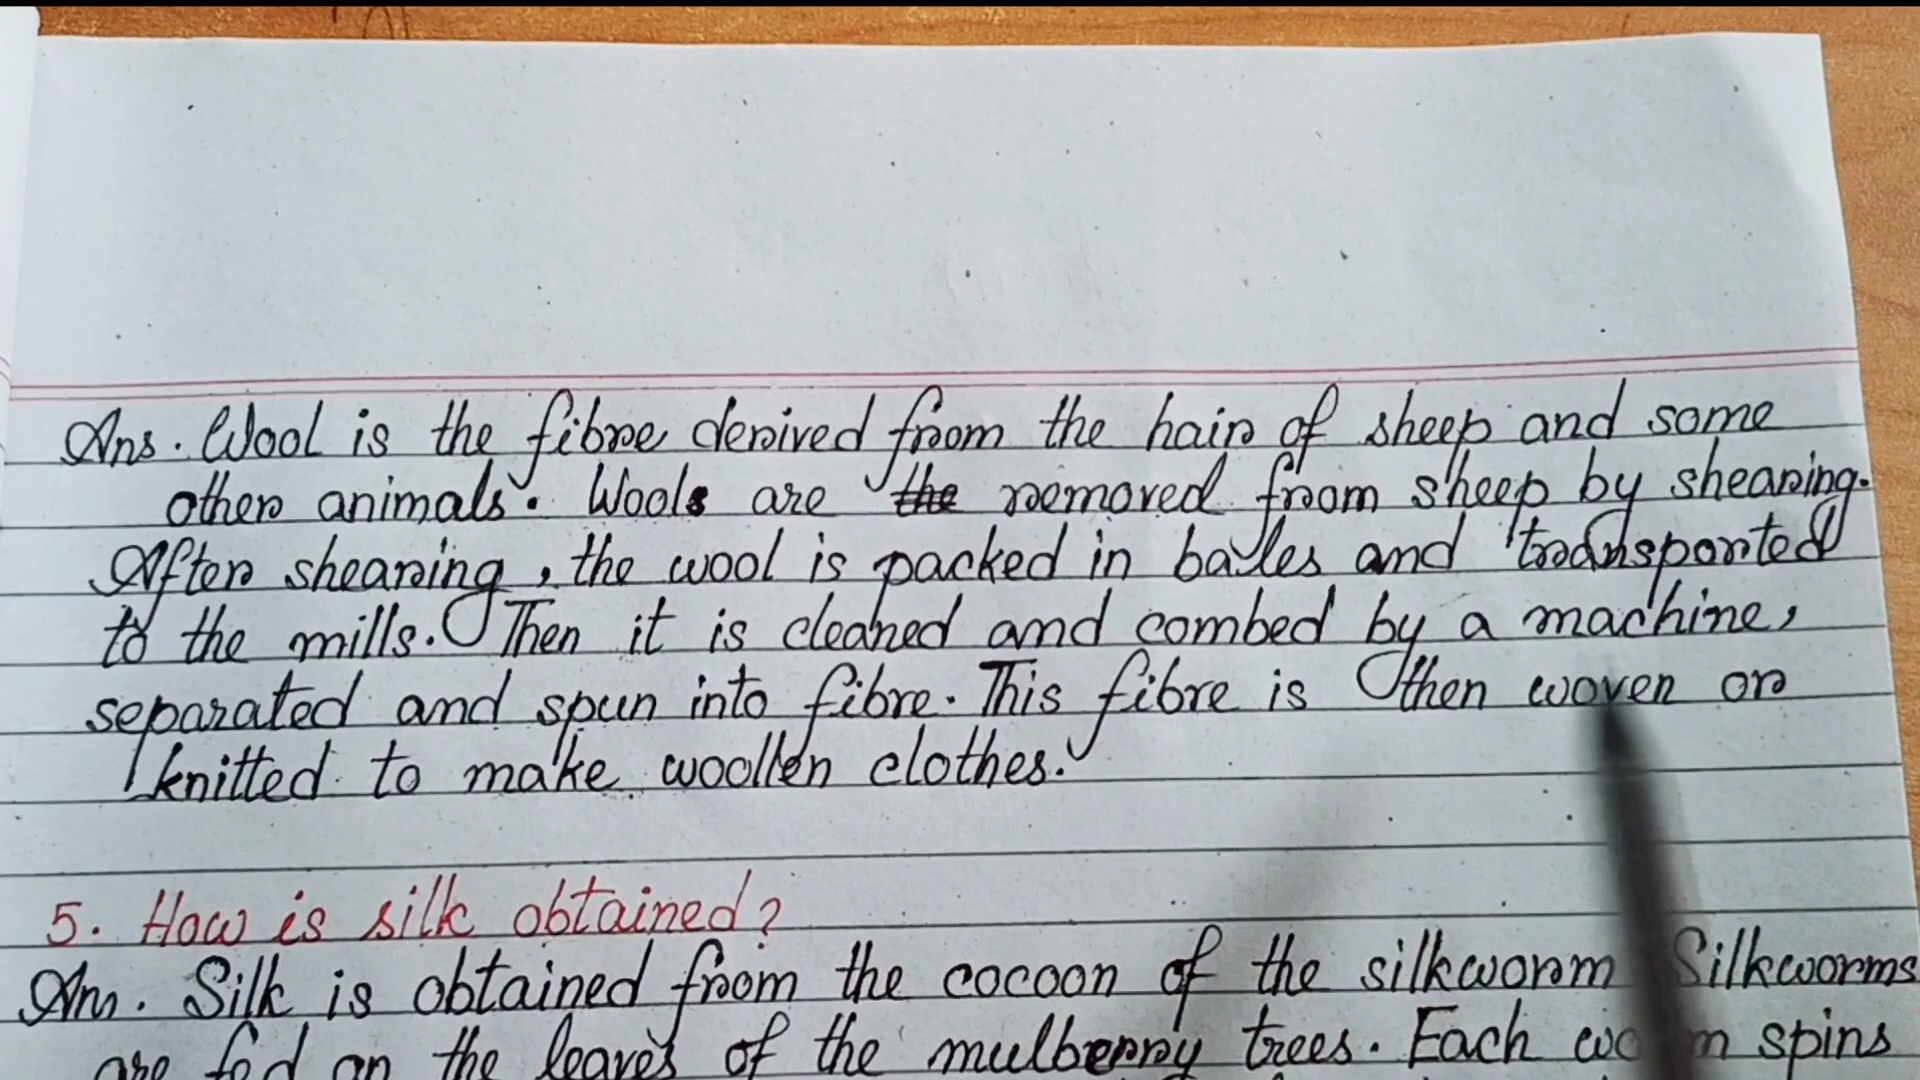 Ans. Wool is the fibre derived from the hair of sheep and some
other animals. Wools are the removed from sheep by shearing.
After shearing, the wool is packed in bales and transported
to the mills. Then it is cleaned and combed by a machine,
separated and spun into fibre. This fibre is then woven or
knitted to make woollen clothes.
5. How is silk obtained?
Ans. Silk is obtained from the cocoon of the silkworm Silkworms
are fed on the leaves of the mulberry trees. Each worm spins